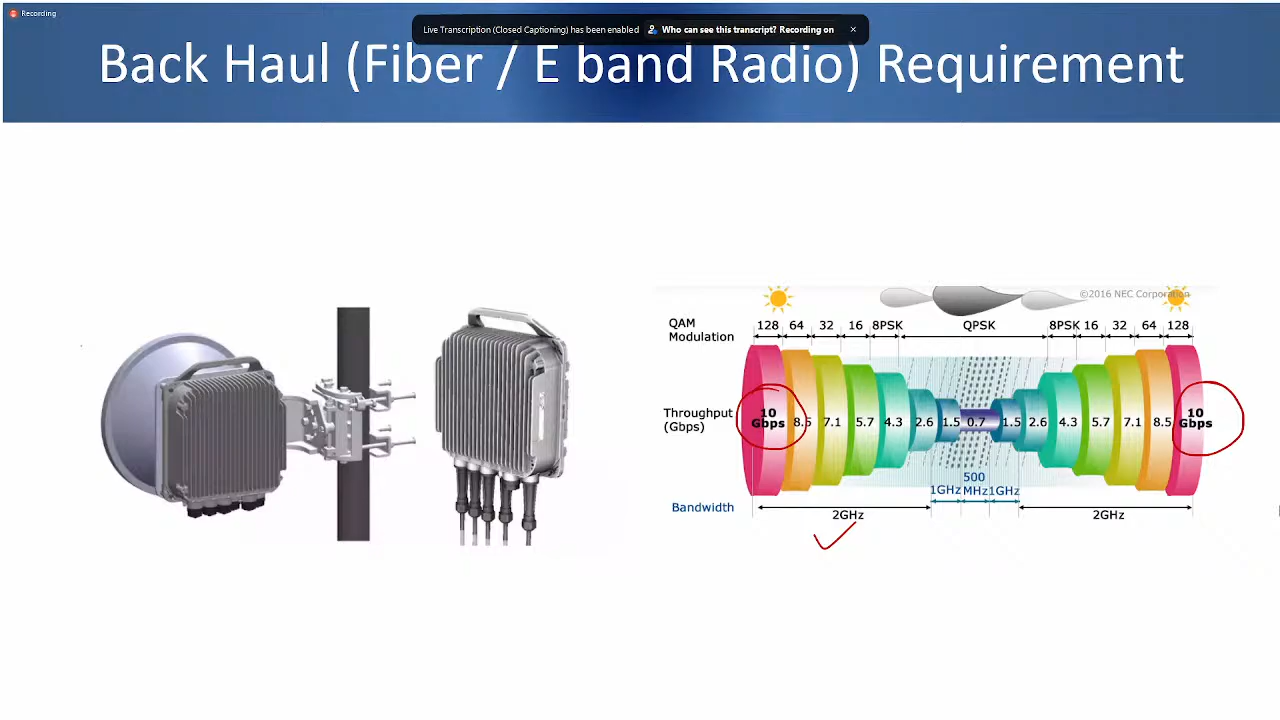 Recording
Live Transcription (Closed Captioning) has been enabled Who can see this transcript? Recording on
Back Haul (Fiber / E band Radio) Requirement
©2016 NEC Corporation
QAM Modulation 128 64 32 16 8PSK QPSK 8PSK 16 32 64 128
Throughput (Gbps) 10 Gbps 8.5 7.1 5.7 4.3 2.6 1.5 0.7 1.5 2.6 4.3 5.7 7.1 8.5 10 Gbps
1GHz 500 MHz 1GHz
Bandwidth 2GHz 2GHz